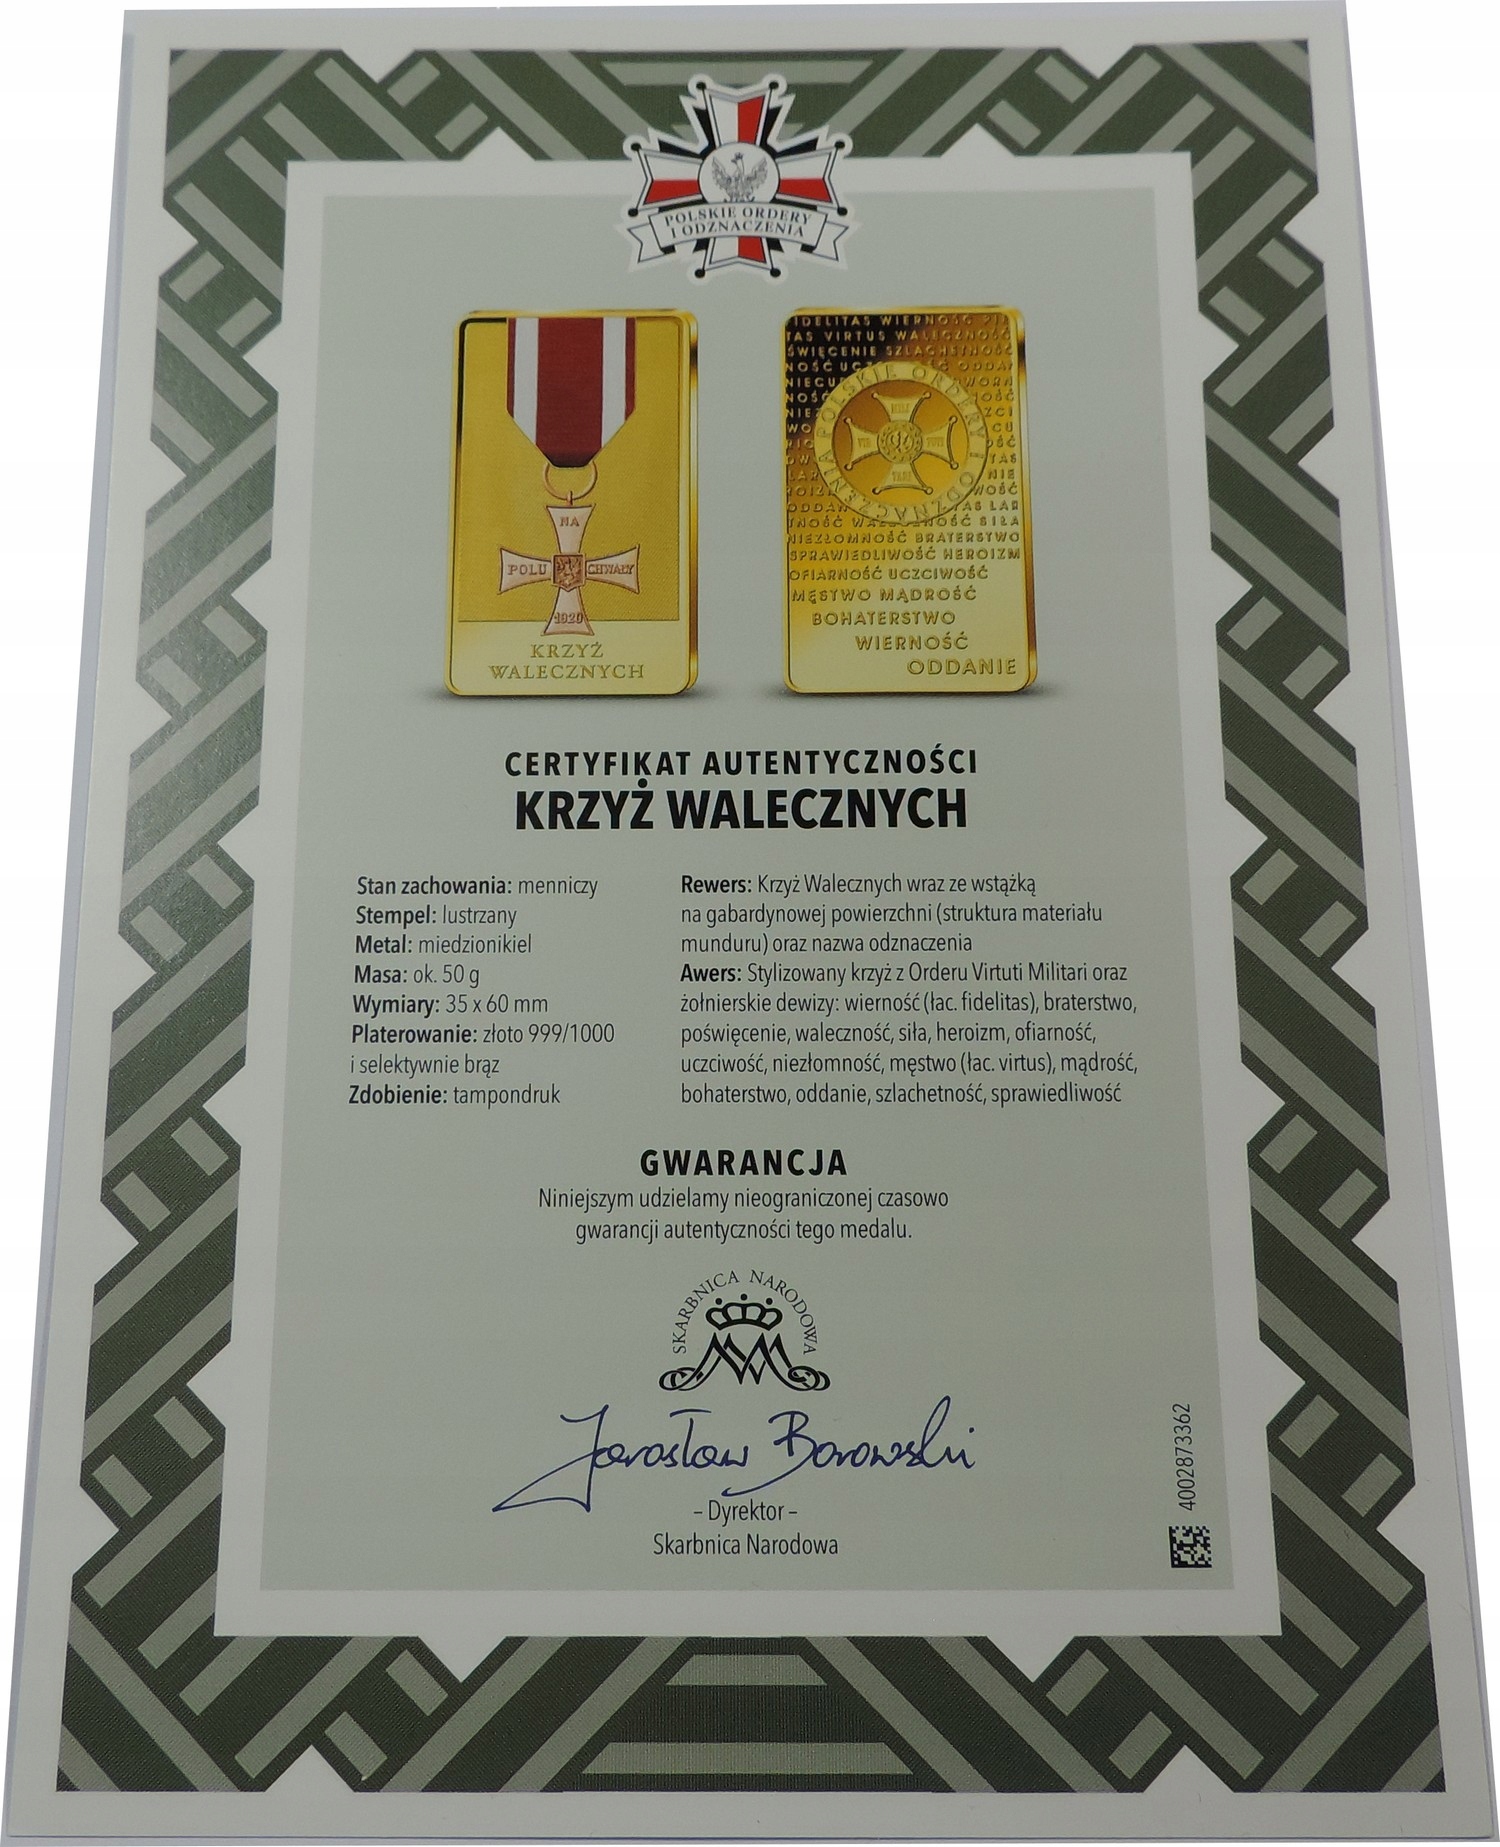 POLSKIE ORDERY
I ODZNACZENIA
NA
POLU CHWAŁY
1920
KRZYŻ
WALECZNYCH
FIDELITAS WIERNOŚĆ
TAS VIRTUS WALECZNOŚĆ
ŚWIĘCENIE SZLACHETNOŚĆ
POLSKIE ORDERY I ODZNACZENIA
NOŚĆ SIŁA
NIEZŁOMNOŚĆ BRATERSTWO
SPRAWIEDLIWOŚĆ HEROIZM
OFIARNOŚĆ UCZCIWOŚĆ
MĘSTWO MĄDROŚĆ
BOHATERSTWO
WIERNOŚĆ
ODDANIE
CERTYFIKAT AUTENTYCZNOŚCI
KRZYŻ WALECZNYCH
Stan zachowania: menniczy
Stempel: lustrzany
Metal: miedzionikiel
Masa: ok. 50 g
Wymiary: 35 x 60 mm
Platerowanie: złoto 999/1000
i selektywnie brąz
Zdobienie: tampondruk
Rewers: Krzyż Walecznych wraz ze wstążką
na gabardynowej powierzchni (struktura materiału
munduru) oraz nazwa odznaczenia
Awers: Stylizowany krzyż z Orderu Virtuti Militari oraz
żołnierskie dewizy: wierność (łac. fidelitas), braterstwo,
poświęcenie, waleczność, siła, heroizm, ofiarność,
uczciwość, niezłomność, męstwo (łac. virtus), mądrość,
bohaterstwo, oddanie, szlachetność, sprawiedliwość
GWARANCJA
Niniejszym udzielamy nieograniczonej czasowo
gwarancji autentyczności tego medalu.
SKARBNICA NARODOWA
Jarosław Borowski
– Dyrektor –
Skarbnica Narodowa
4002873362